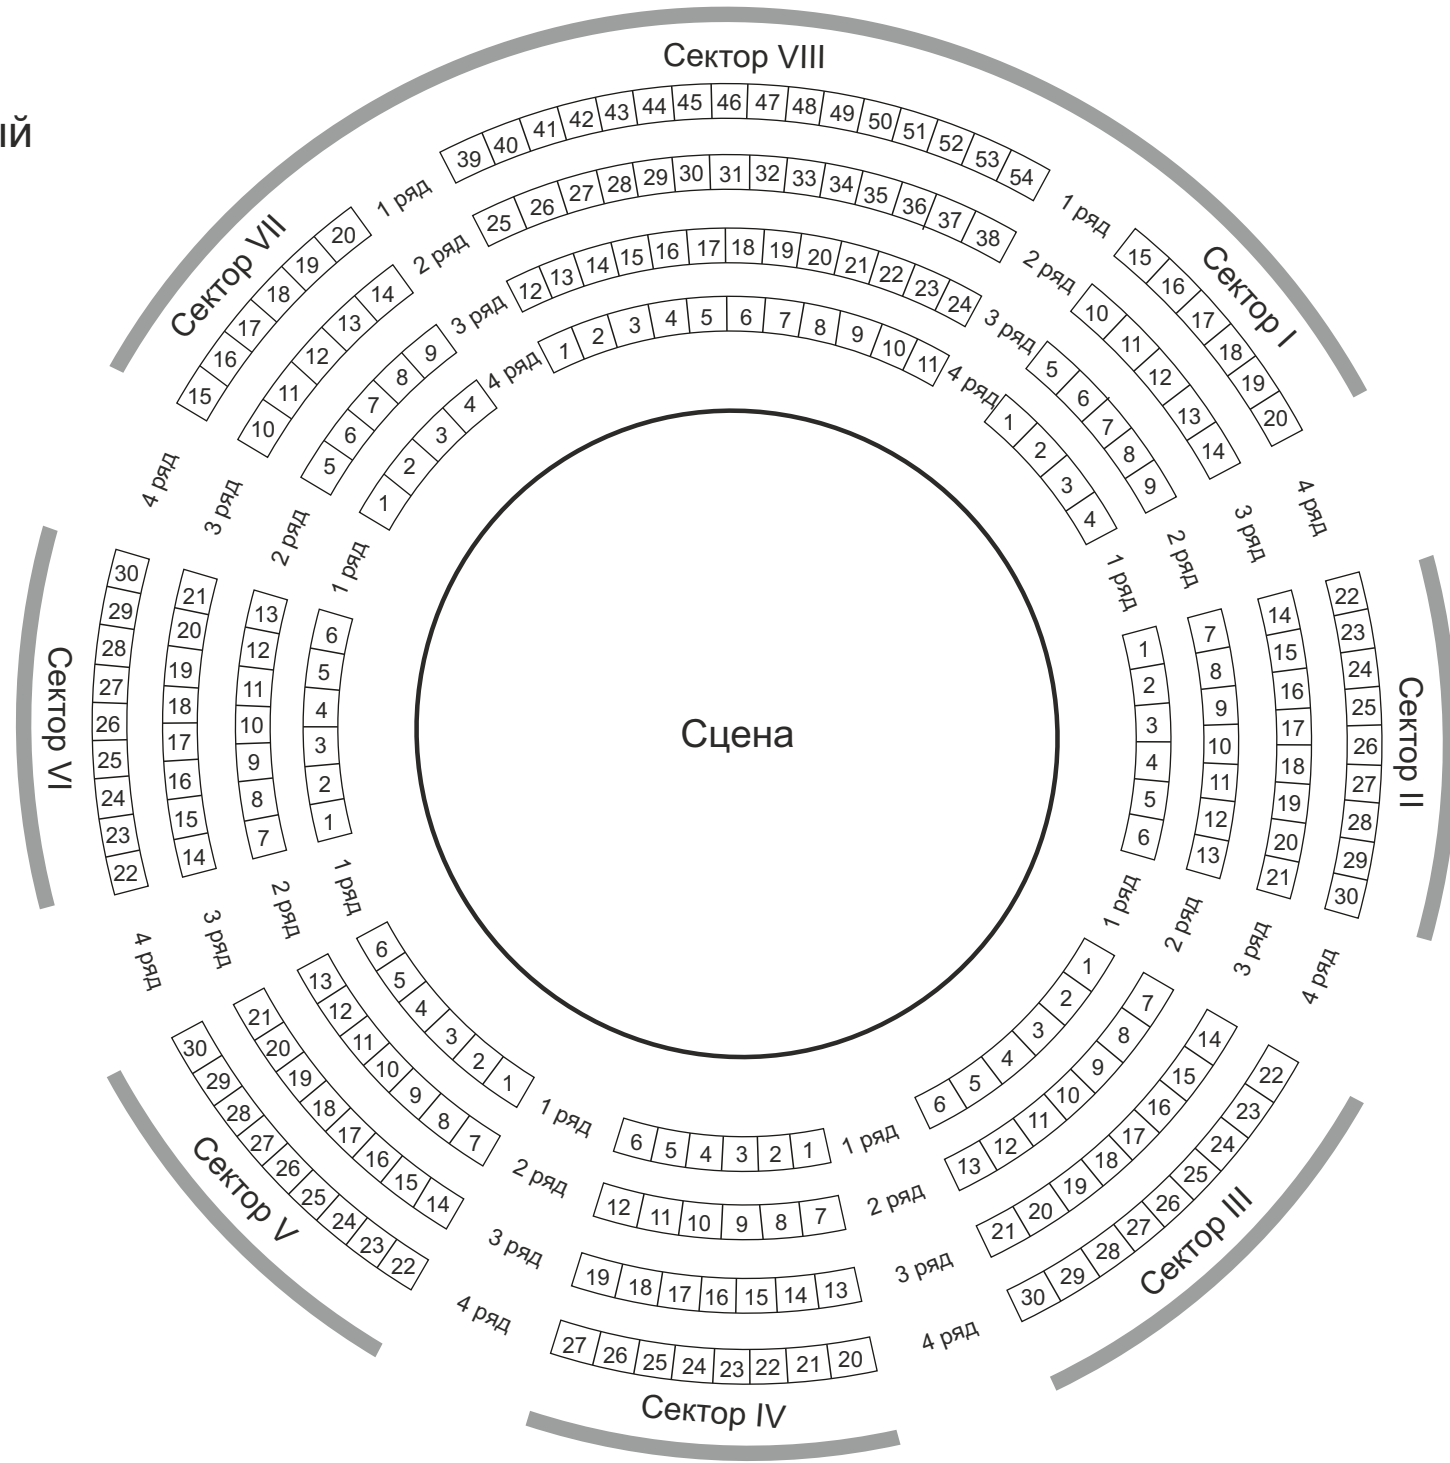 ый
Сектор VIII
39 40 41 42 43 44 45 46 47 48 49 50 51 52 53 54
1 ряд
1 ряд
25 26 27 28 29 30 31 32 33 34 35 36 37 38
2 ряд
2 ряд
12 13 14 15 16 17 18 19 20 21 22 23 24
3 ряд
3 ряд
1 2 3 4 5 6 7 8 9 10 11
4 ряд
4 ряд
Сектор VII
15 16 17 18 19 20
10 11 12 13 14
5 6 7 8 9
1 2 3 4
4 ряд
3 ряд
2 ряд
1 ряд
Сектор I
15 16 17 18 19 20
10 11 12 13 14
5 6 7 8 9
1 2 3 4
1 ряд
2 ряд
3 ряд
4 ряд
Сектор VI
30 29 28 27 26 25 24 23 22
21 20 19 18 17 16 15 14
13 12 11 10 9 8 7
6 5 4 3 2 1
Сцена
1 2 3 4 5 6
7 8 9 10 11 12 13
14 15 16 17 18 19 20 21
22 23 24 25 26 27 28 29 30
Сектор II
4 ряд
3 ряд
2 ряд
1 ряд
1 ряд
2 ряд
3 ряд
4 ряд
6 5 4 3 2 1
13 12 11 10 9 8 7
21 20 19 18 17 16 15 14
30 29 28 27 26 25 24 23 22
Сектор V
1 2 3 4 5 6
7 8 9 10 11 12 13
14 15 16 17 18 19 20 21
22 23 24 25 26 27 28 29 30
Сектор III
1 ряд
6 5 4 3 2 1
1 ряд
2 ряд
12 11 10 9 8 7
2 ряд
3 ряд
19 18 17 16 15 14 13
3 ряд
4 ряд
27 26 25 24 23 22 21 20
4 ряд
Сектор IV